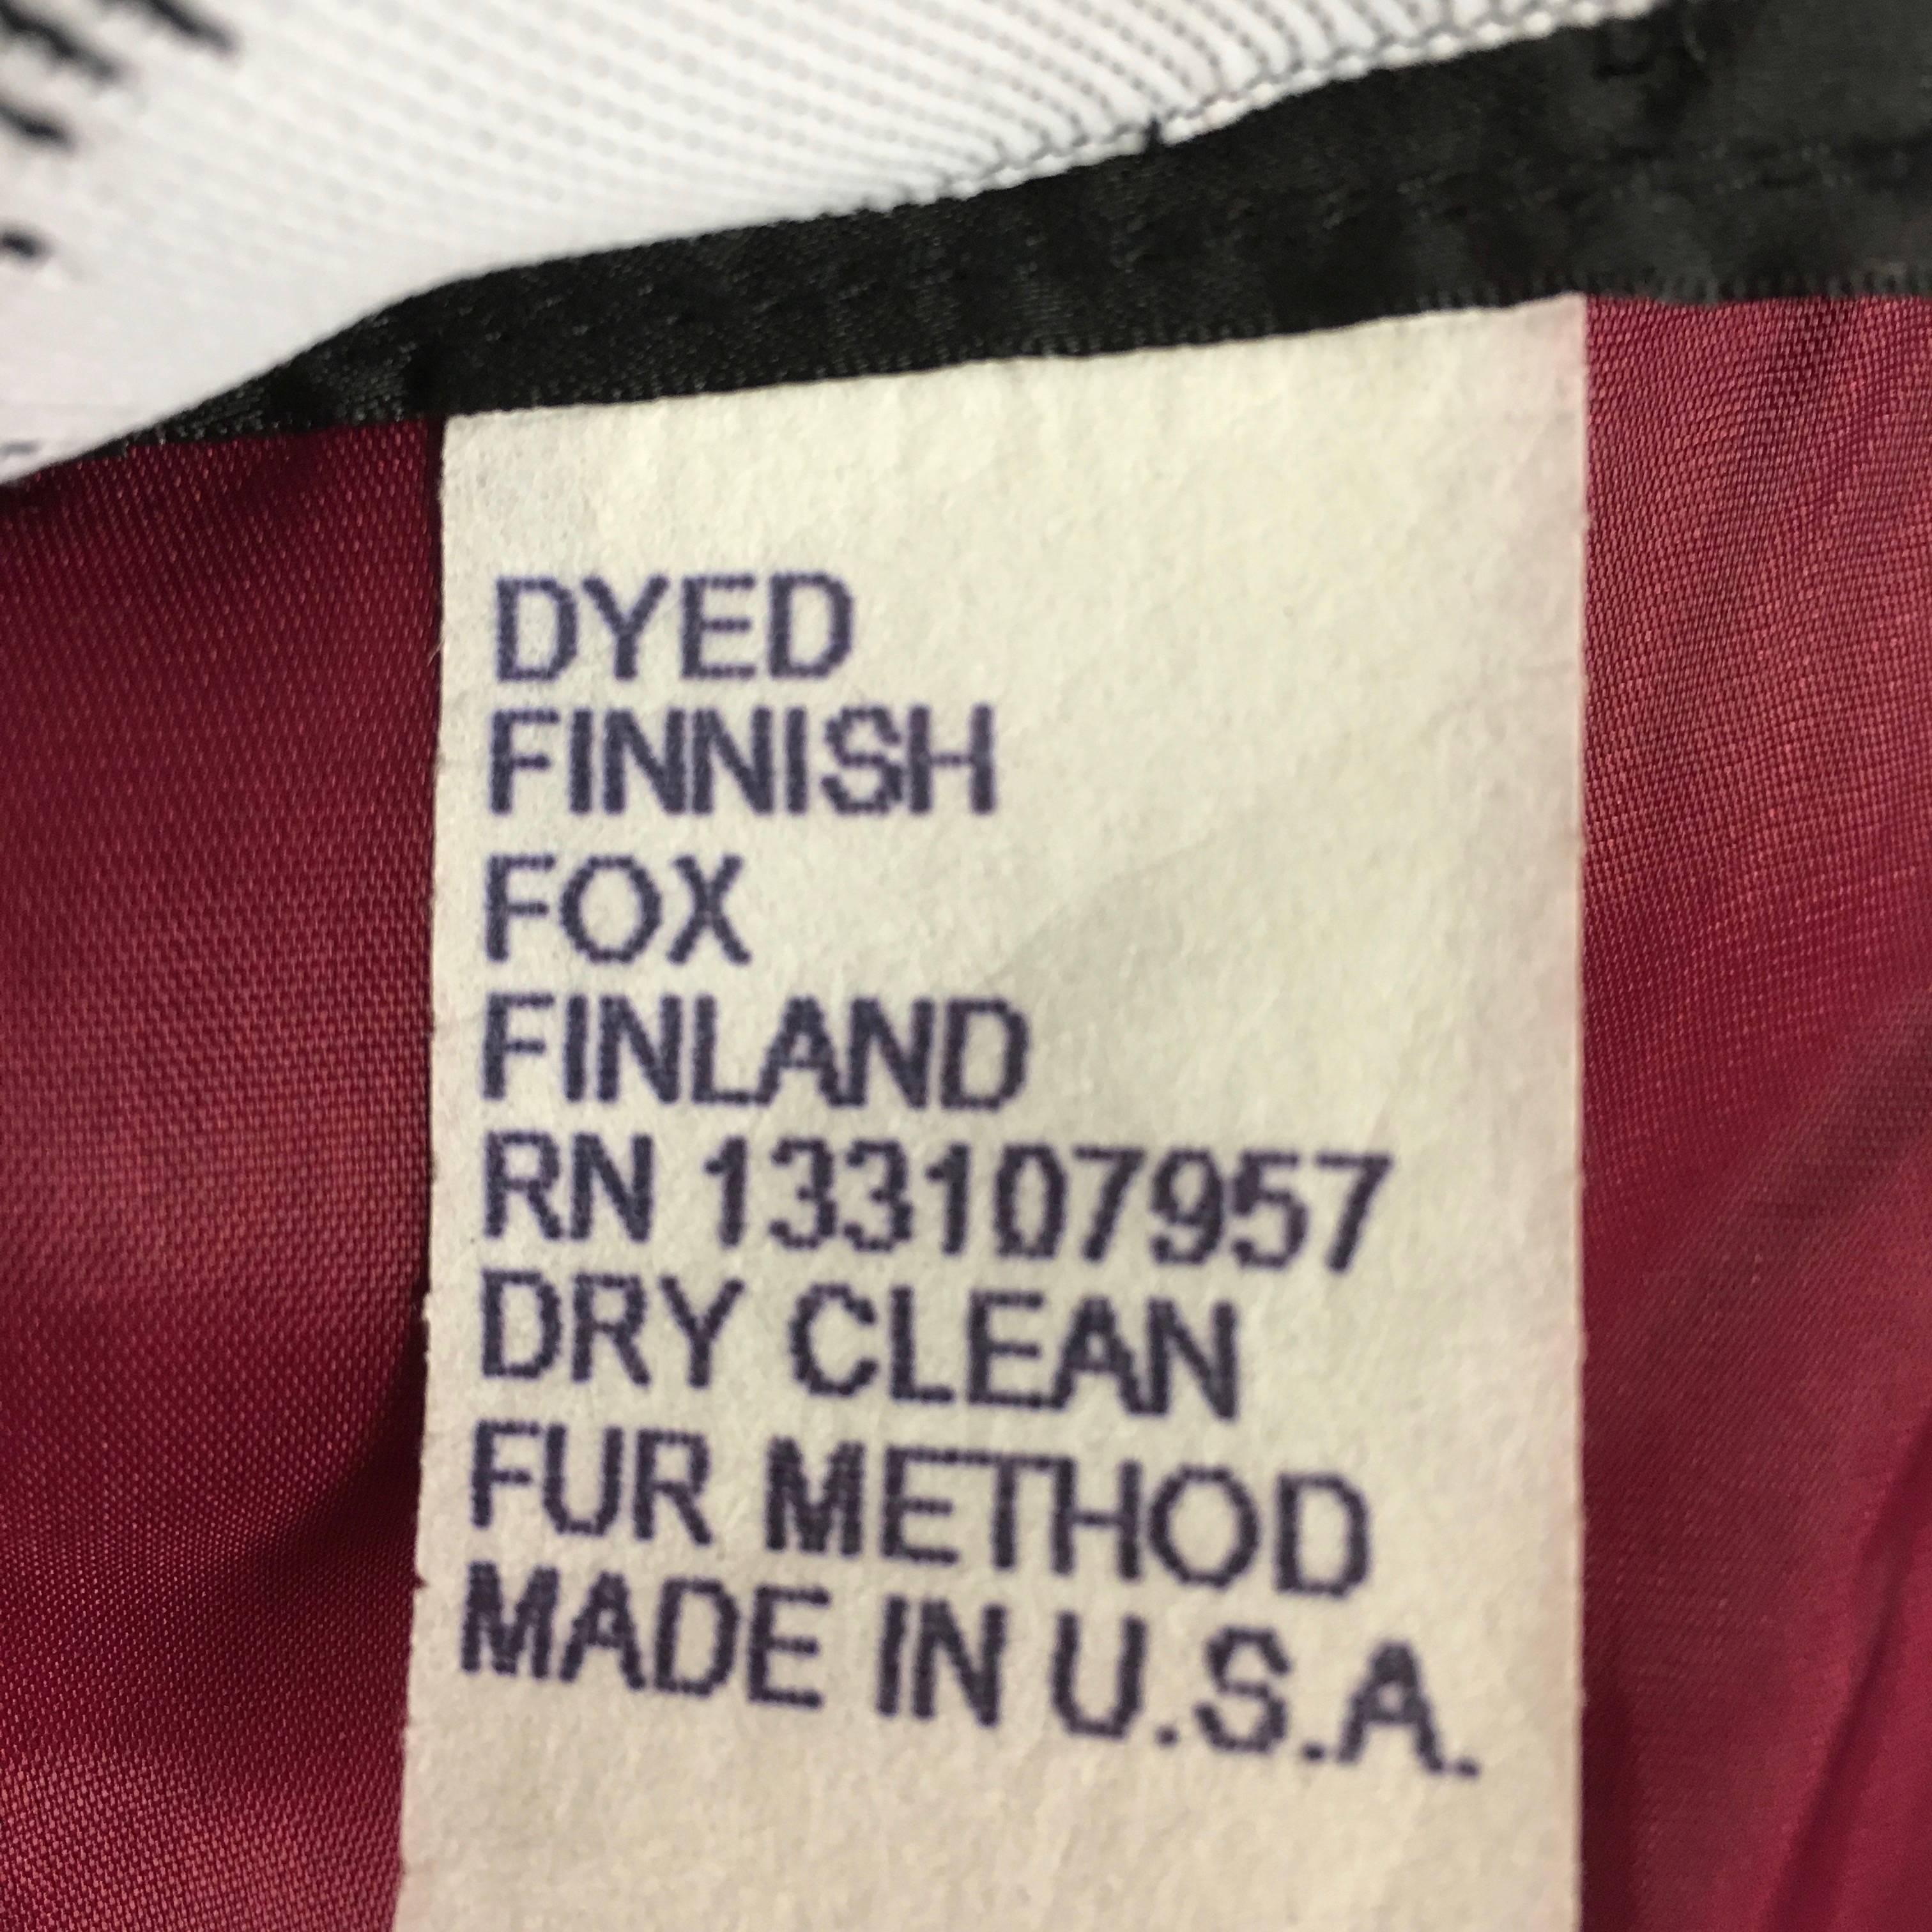 DYED
FINNISH
FOX
FINLAND
RN 133107957
DRY CLEAN
FUR METHOD
MADE IN U.S.A.